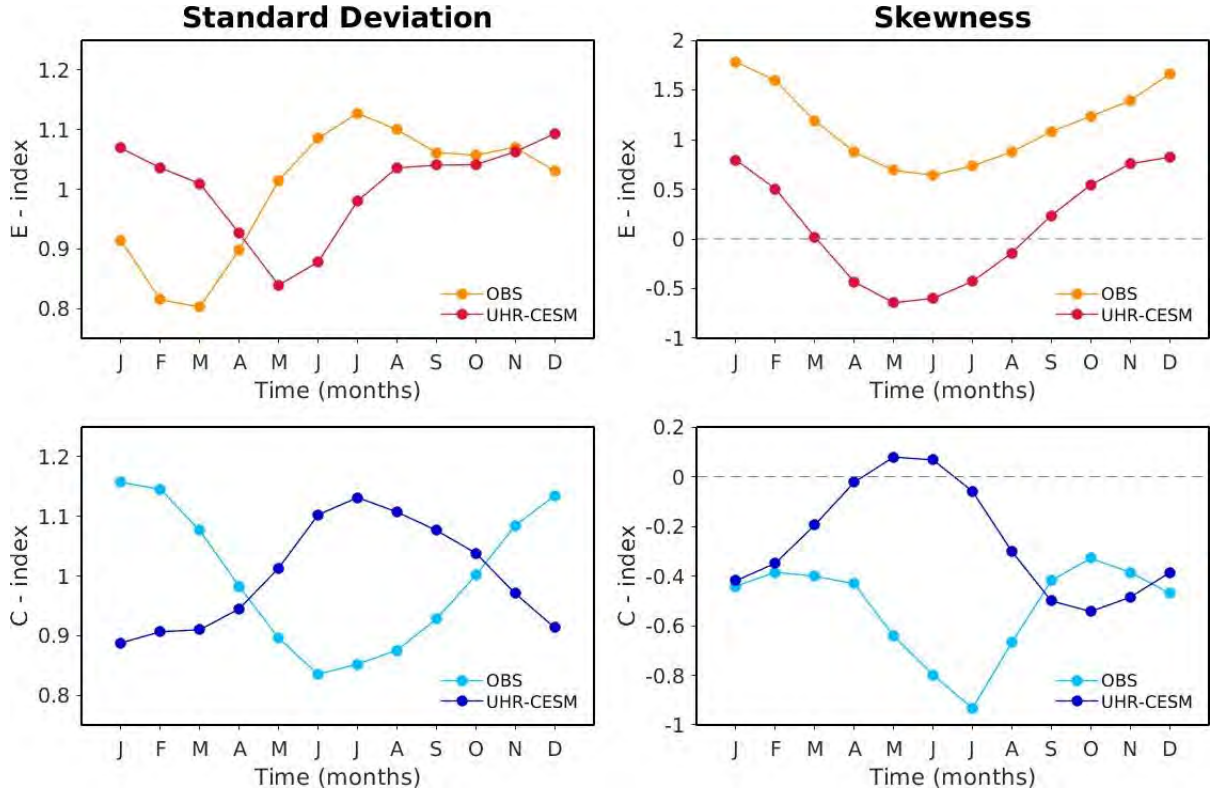 Standard Deviation
Skewness
1.2
1.1
1
0.9
0.8
E - index
OBS
UHR-CESM
J F M A M J J A S O N D
Time (months)
2
1.5
1
0.5
0
-0.5
-1
E - index
OBS
UHR-CESM
J F M A M J J A S O N D
Time (months)
1.2
1.1
1
0.9
0.8
C - index
OBS
UHR-CESM
J F M A M J J A S O N D
Time (months)
0.2
0
-0.2
-0.4
-0.6
-0.8
-1
C - index
OBS
UHR-CESM
J F M A M J J A S O N D
Time (months)